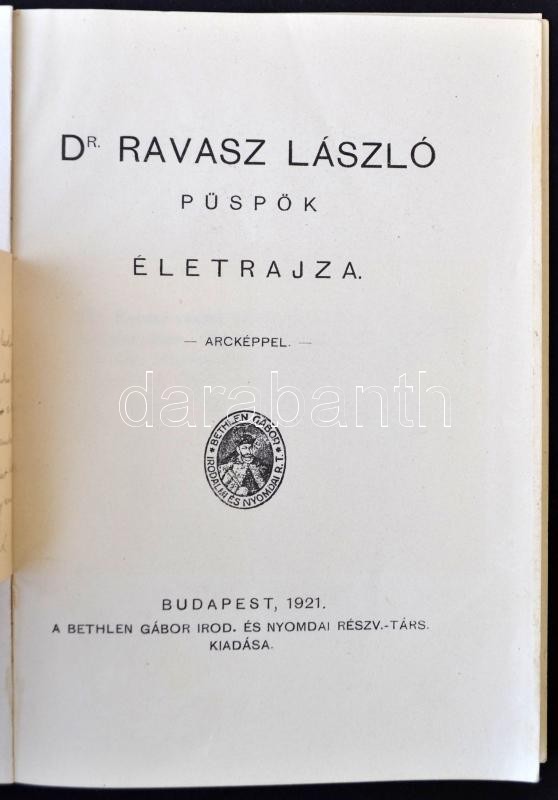 DR. RAVASZ LÁSZLÓ
PÜSPÖK
ÉLETRAJZA.
— ARCKÉPPEL. —
darabanth
BETHLEN GÁBOR
IRODALMI ÉS NYOMDAI R.T.
BUDAPEST, 1921.
A BETHLEN GÁBOR IROD. ÉS NYOMDAI RÉSZV.-TÁRS.
KIADÁSA.